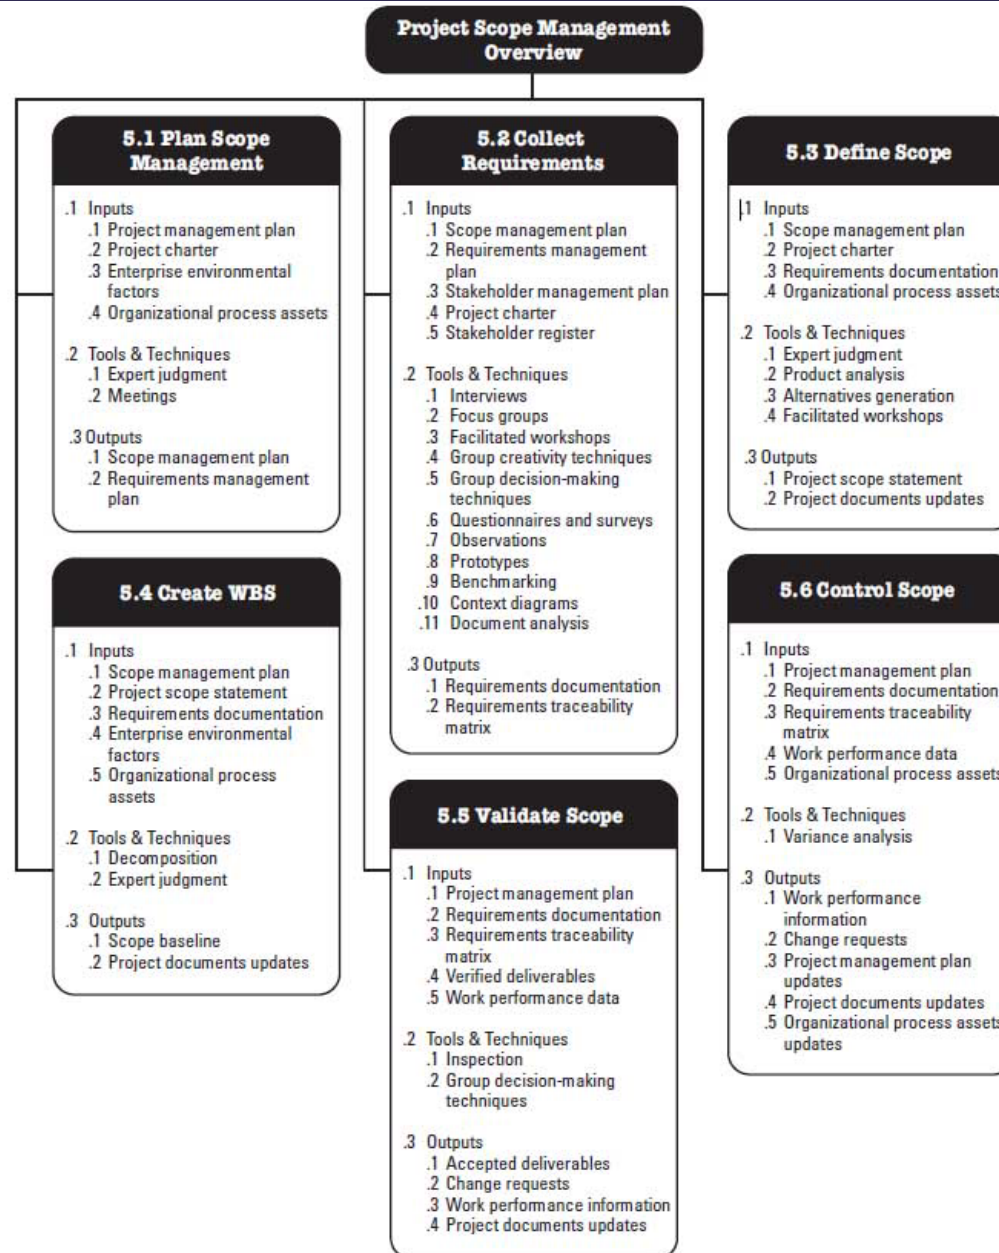 Project Scope Management
Overview
5.1 Plan Scope
Management
.1 Inputs
.1 Project management plan
.2 Project charter
.3 Enterprise environmental
factors
.4 Organizational process assets
.2 Tools & Techniques
.1 Expert judgment
.2 Meetings
.3 Outputs
.1 Scope management plan
.2 Requirements management
plan
5.2 Collect
Requirements
.1 Inputs
.1 Scope management plan
.2 Requirements management
plan
.3 Stakeholder management plan
.4 Project charter
.5 Stakeholder register
.2 Tools & Techniques
.1 Interviews
.2 Focus groups
.3 Facilitated workshops
.4 Group creativity techniques
.5 Group decision-making
techniques
.6 Questionnaires and surveys
.7 Observations
.8 Prototypes
.9 Benchmarking
.10 Context diagrams
.11 Document analysis
.3 Outputs
.1 Requirements documentation
.2 Requirements traceability
matrix
5.3 Define Scope
.1 Inputs
.1 Scope management plan
.2 Project charter
.3 Requirements documentation
.4 Organizational process assets
.2 Tools & Techniques
.1 Expert judgment
.2 Product analysis
.3 Alternatives generation
.4 Facilitated workshops
.3 Outputs
.1 Project scope statement
.2 Project documents updates
5.4 Create WBS
.1 Inputs
.1 Scope management plan
.2 Project scope statement
.3 Requirements documentation
.4 Enterprise environmental
factors
.5 Organizational process
assets
.2 Tools & Techniques
.1 Decomposition
.2 Expert judgment
.3 Outputs
.1 Scope baseline
.2 Project documents updates
5.5 Validate Scope
.1 Inputs
.1 Project management plan
.2 Requirements documentation
.3 Requirements traceability
matrix
.4 Verified deliverables
.5 Work performance data
.2 Tools & Techniques
.1 Inspection
.2 Group decision-making
techniques
.3 Outputs
.1 Accepted deliverables
.2 Change requests
.3 Work performance information
.4 Project documents updates
5.6 Control Scope
.1 Inputs
.1 Project management plan
.2 Requirements documentation
.3 Requirements traceability
matrix
.4 Work performance data
.5 Organizational process assets
.2 Tools & Techniques
.1 Variance analysis
.3 Outputs
.1 Work performance
information
.2 Change requests
.3 Project management plan
updates
.4 Project documents updates
.5 Organizational process assets
updates